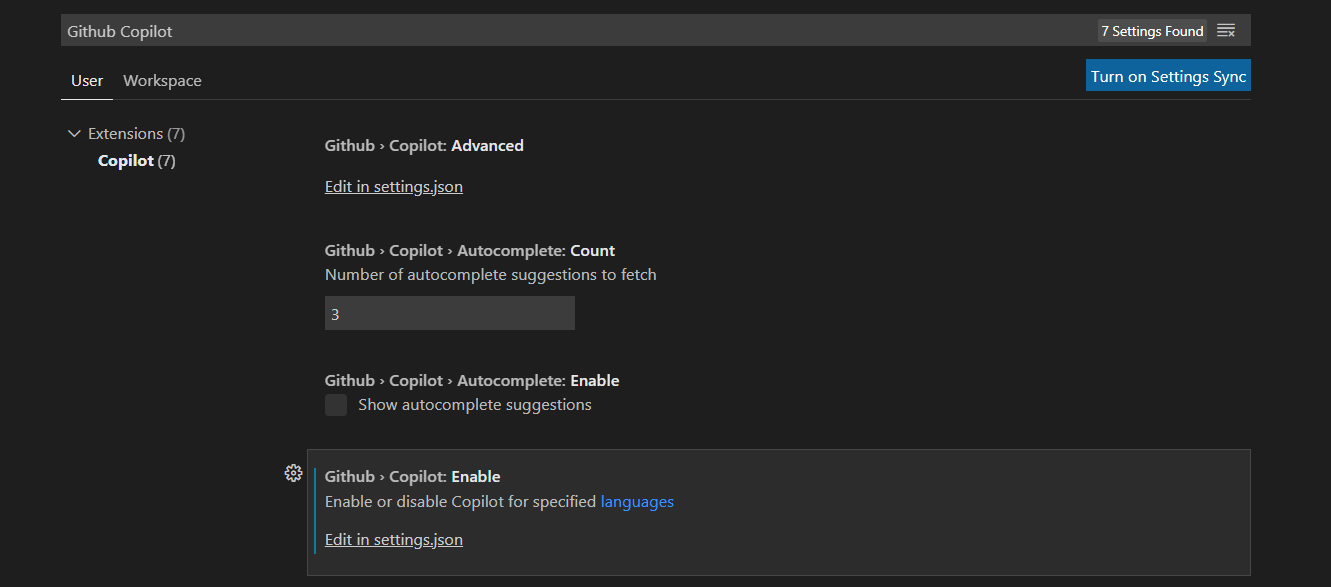 Github Copilot
7 Settings Found
User Workspace
Turn on Settings Sync
Extensions (7)
Copilot (7)
Github › Copilot: Advanced
Edit in settings.json
Github › Copilot › Autocomplete: Count
Number of autocomplete suggestions to fetch
3
Github › Copilot › Autocomplete: Enable
Show autocomplete suggestions
Github › Copilot: Enable
Enable or disable Copilot for specified languages
Edit in settings.json